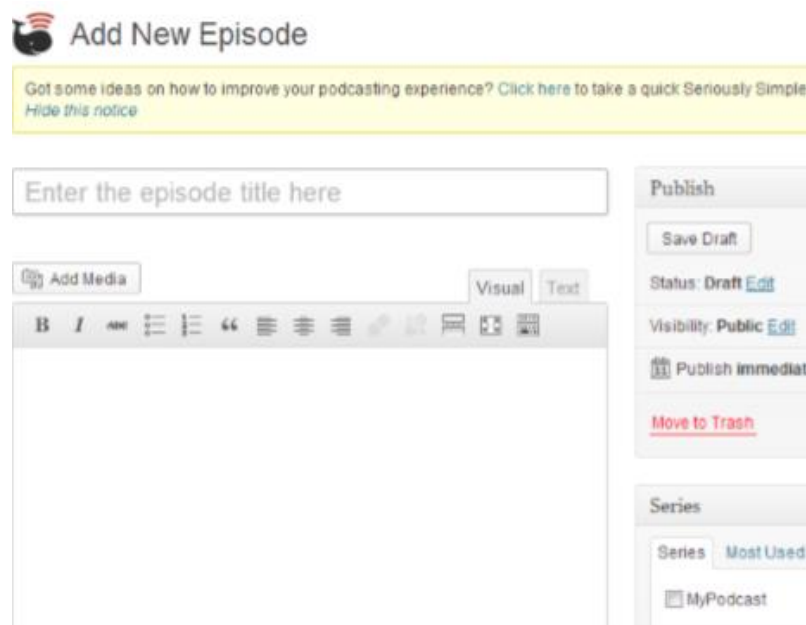 Add New Episode
Got some ideas on how to improve your podcasting experience? Click here to take a quick Seriously Simple
Hide this notice
Enter the episode title here
Add Media
Visual Text
B I ABC
Publish
Save Draft
Status: Draft Edit
Visibility: Public Edit
Publish immediat
Move to Trash
Series
Series Most Used
MyPodcast